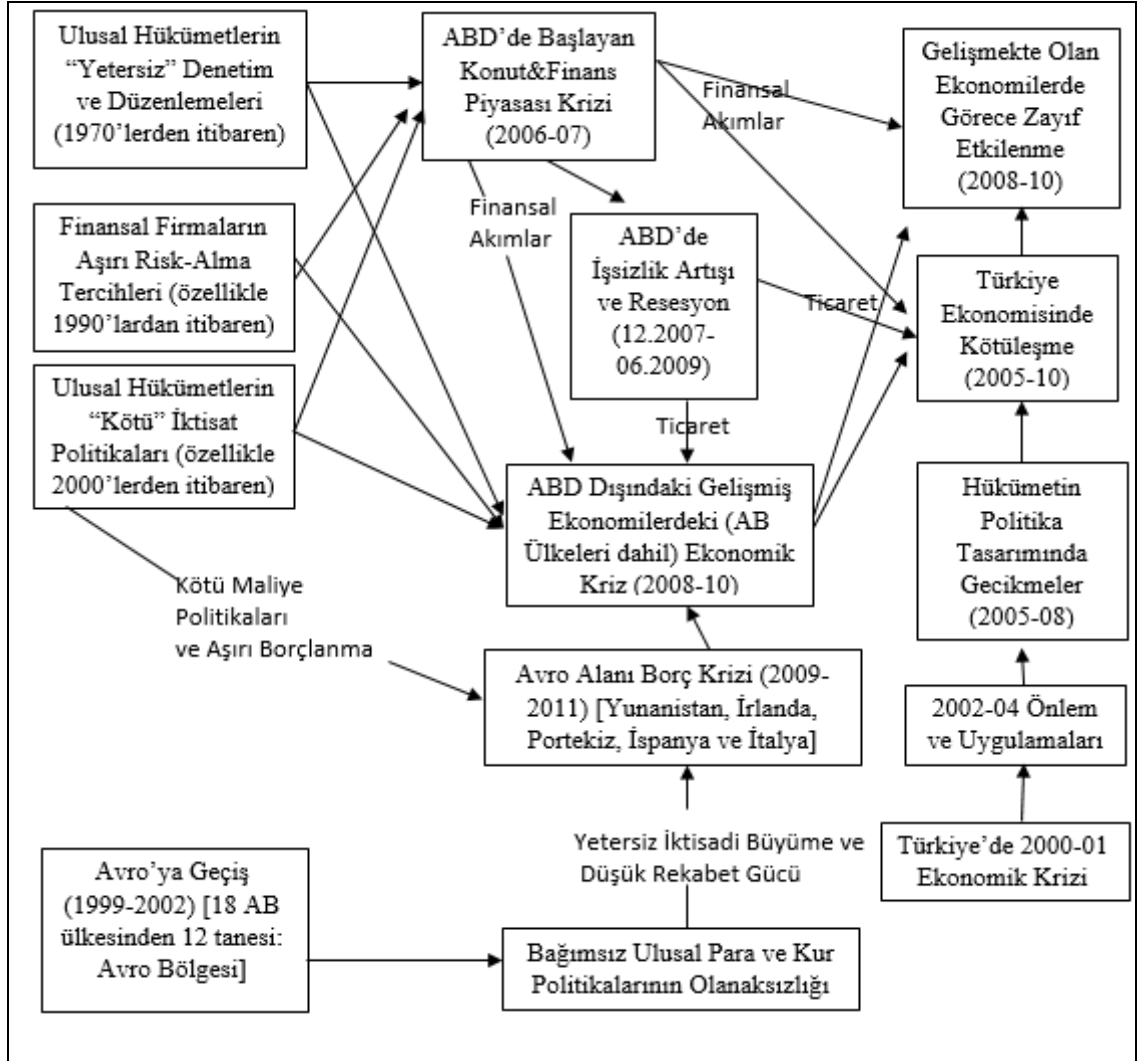 Ulusal Hükümetlerin
“Yetersiz” Denetim
ve Düzenlemeleri
(1970’lerden itibaren)
ABD’de Başlayan
Konut&Finans
Piyasası Krizi
(2006-07)
Finansal
Akımlar
Gelişmekte Olan
Ekonomilerde
Görece Zayıf
Etkilenme
(2008-10)
Finansal Firmaların
Aşırı Risk-Alma
Tercihleri (özellikle
1990’lardan itibaren)
Finansal
Akımlar
ABD’de
İşsizlik Artışı
ve Resesyon
(12.2007-
06.2009)
Ticaret
Türkiye
Ekonomisinde
Kötüleşme
(2005-10)
Ulusal Hükümetlerin
“Kötü” İktisat
Politikaları (özellikle
2000’lerden itibaren)
Ticaret
ABD Dışındaki Gelişmiş
Ekonomilerdeki (AB
Ülkeleri dahil) Ekonomik
Kriz (2008-10)
Hükümetin
Politika
Tasarımında
Gecikmeler
(2005-08)
Kötü Maliye
Politikaları
ve Aşırı Borçlanma
Avro Alanı Borç Krizi (2009-
2011) [Yunanistan, İrlanda,
Portekiz, İspanya ve İtalya]
2002-04 Önlem
ve Uygulamaları
Yetersiz İktisadi Büyüme ve
Düşük Rekabet Gücü
Türkiye’de 2000-01
Ekonomik Krizi
Avro’ya Geçiş
(1999-2002) [18 AB
ülkesinden 12 tanesi:
Avro Bölgesi]
Bağımsız Ulusal Para ve Kur
Politikalarının Olanaksızlığı